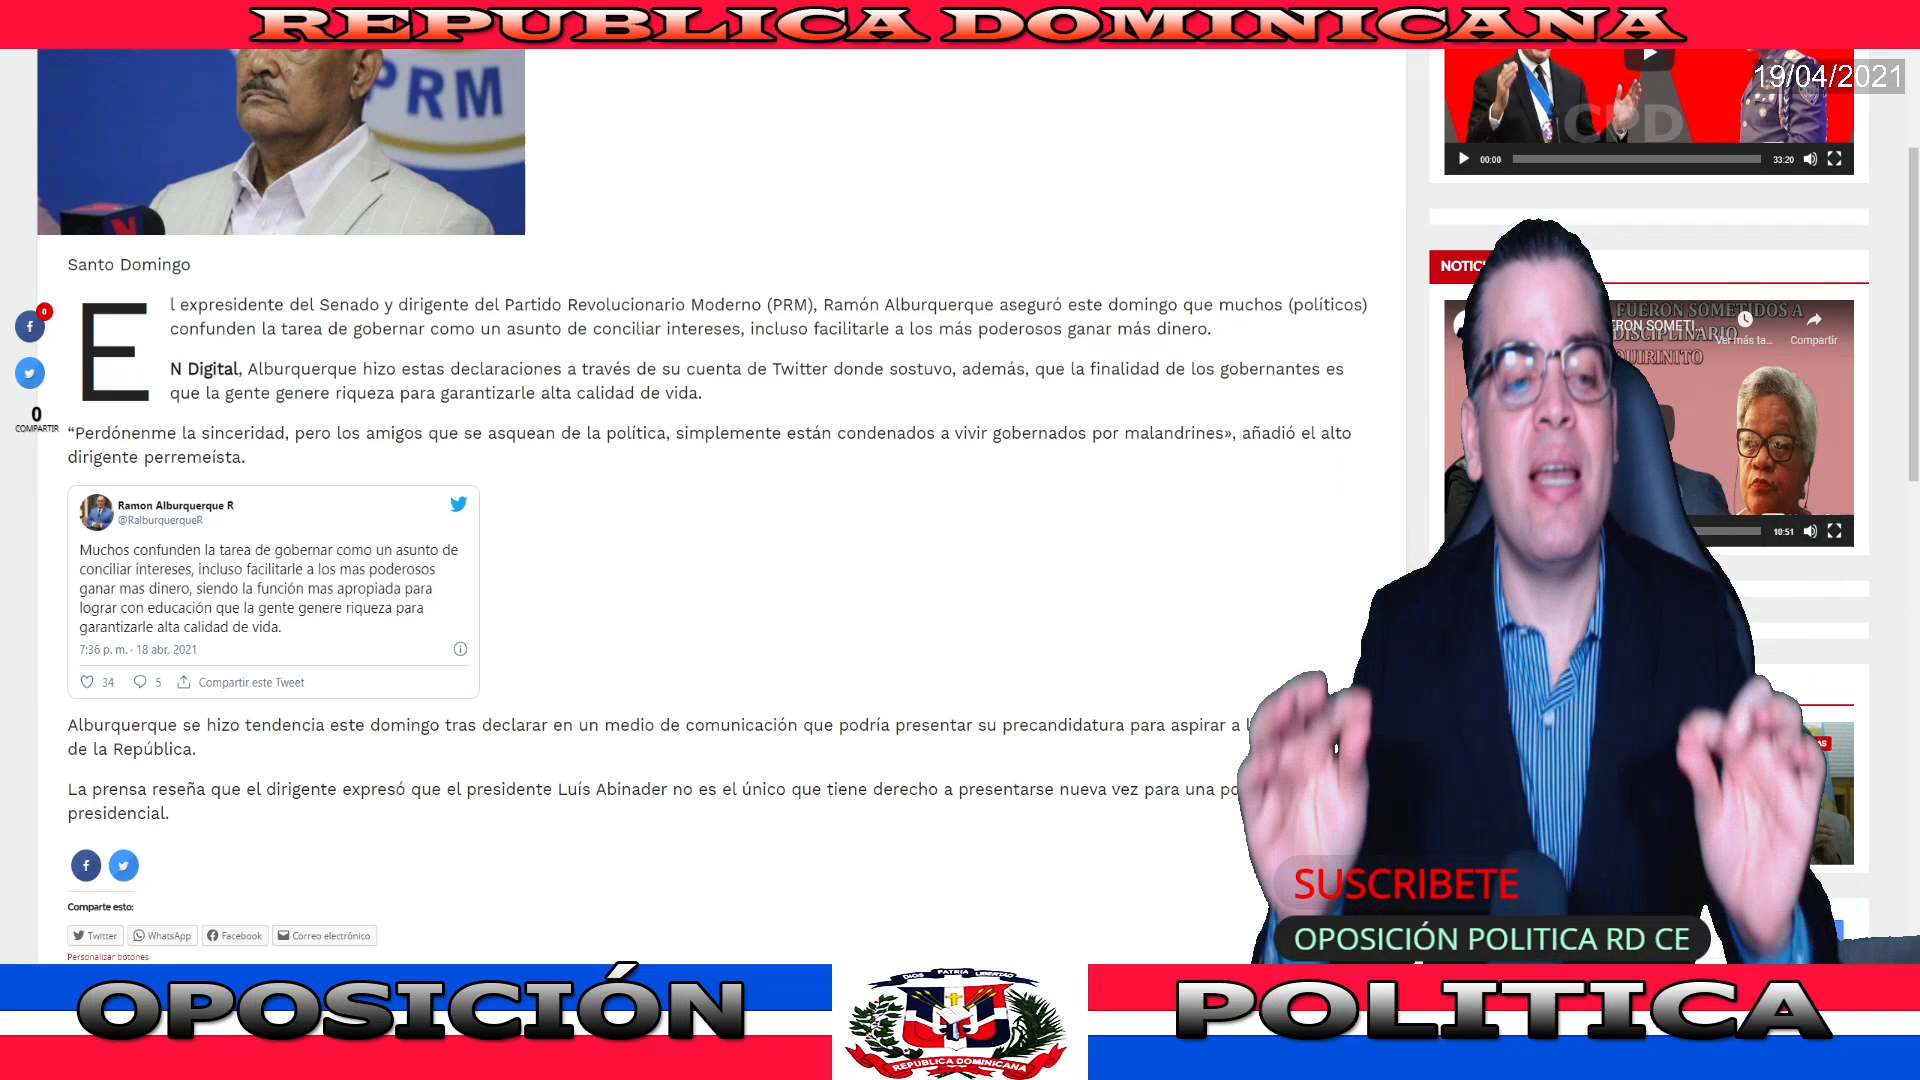 REPUBLICA DOMINICANA
PRM
N
19/04/2021
CPD
00:00
33:20
Santo Domingo
El expresidente del Senado y dirigente del Partido Revolucionario Moderno (PRM), Ramón Alburquerque aseguró este domingo que muchos (políticos)
confunden la tarea de gobernar como un asunto de conciliar intereses, incluso facilitarle a los más poderosos ganar más dinero.
N Digital, Alburquerque hizo estas declaraciones a través de su cuenta de Twitter donde sostuvo, además, que la finalidad de los gobernantes es
que la gente genere riqueza para garantizarle alta calidad de vida.
“Perdónenme la sinceridad, pero los amigos que se asquean de la política, simplemente están condenados a vivir gobernados por malandrines», añadió el alto
dirigente perremeísta.
0
0
COMPARTIR
Ramon Alburquerque R
@RalburquerqueR
Muchos confunden la tarea de gobernar como un asunto de
conciliar intereses, incluso facilitarle a los mas poderosos
ganar mas dinero, siendo la función mas apropiada para
lograr con educación que la gente genere riqueza para
garantizarle alta calidad de vida.
7:36 p. m. · 18 abr. 2021
34 5 Compartir este Tweet
Alburquerque se hizo tendencia este domingo tras declarar en un medio de comunicación que podría presentar su precandidatura para aspirar a
de la República.
La prensa reseña que el dirigente expresó que el presidente Luís Abinader no es el único que tiene derecho a presentarse nueva vez para una
presidencial.
Comparte esto:
Twitter WhatsApp Facebook Correo electrónico
Personalizar botones
FUERON SOMETIDOS A
DISCIPLINARIO
QUIRINITO
Ver más ta...
Compartir
10:51
SUSCRIBETE
OPOSICIÓN POLITICA RD CE
OPOSICIÓN
DIOS PATRIA LIBERTAD
REPUBLICA DOMINICANA
POLITICA